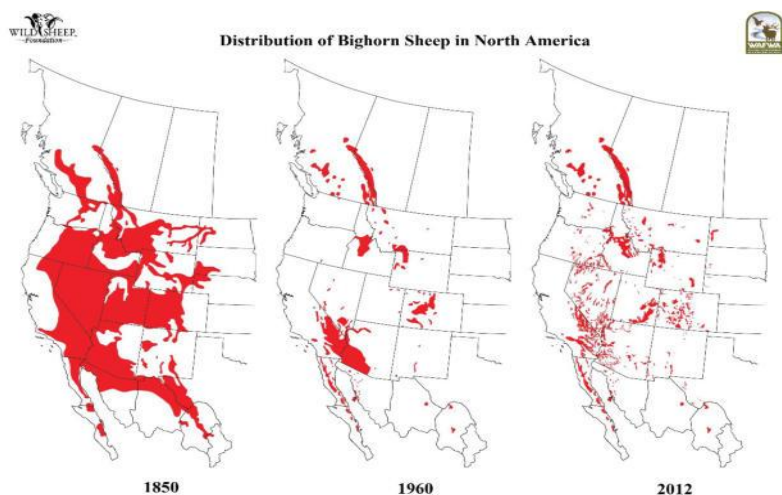 WILD SHEEP
Foundation
Distribution of Bighorn Sheep in North America
WAFWA
1850
1960
2012